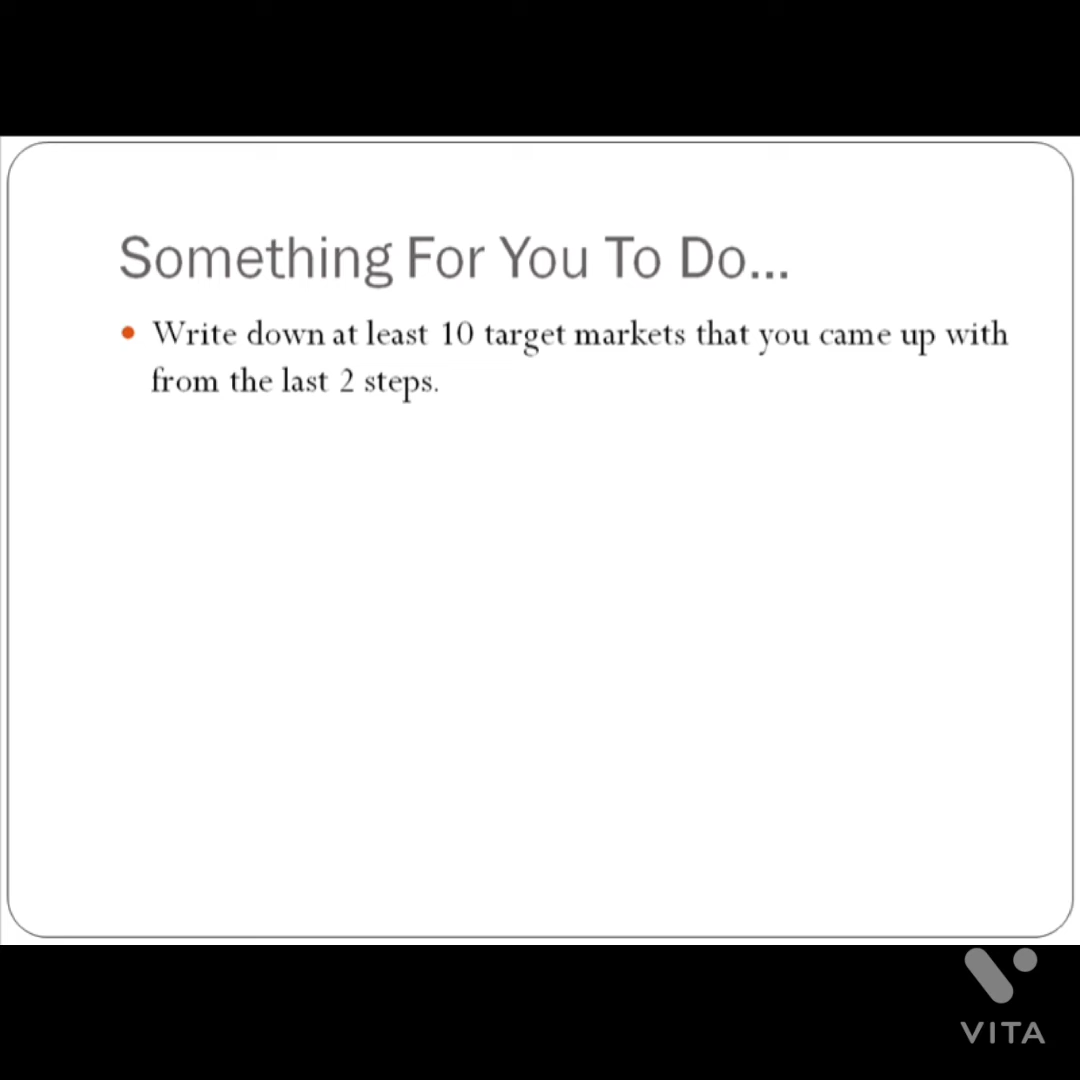 Something For You To Do...
• Write down at least 10 target markets that you came up with
from the last 2 steps.
VITA